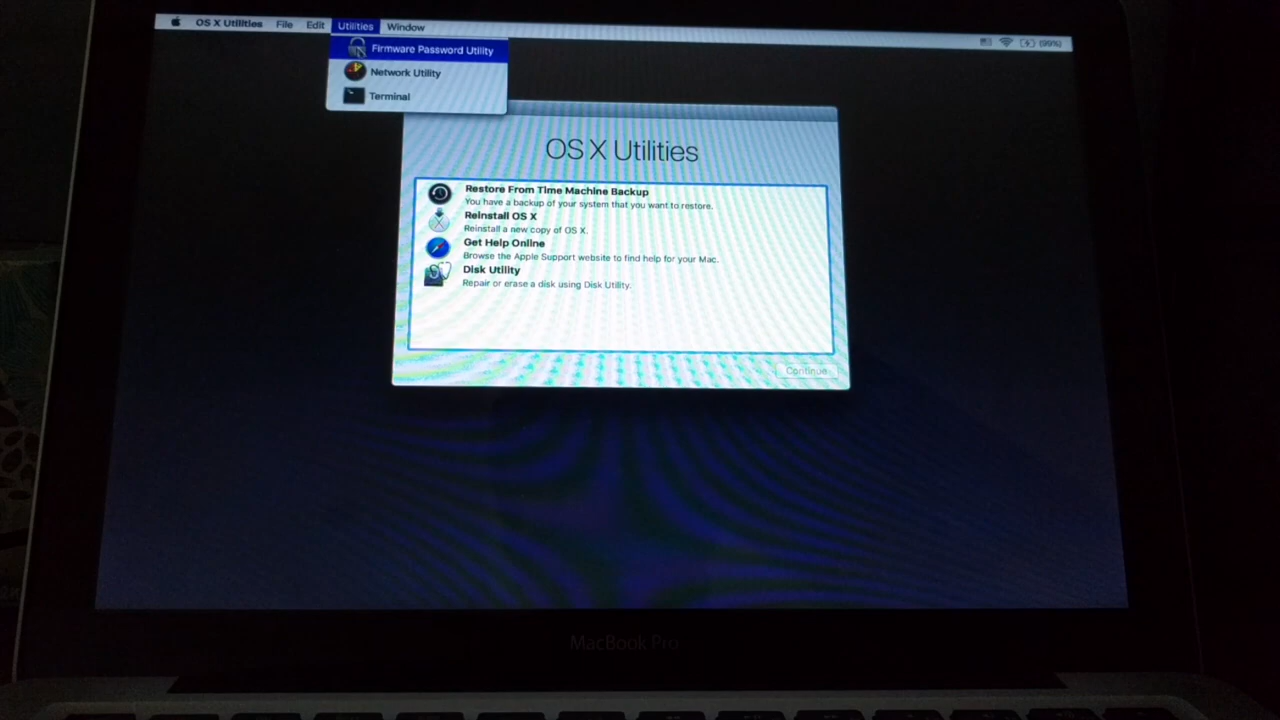 OS X Utilities File Edit Utilities Window (99%)
Firmware Password Utility
Network Utility
Terminal
OS X Utilities
Restore From Time Machine Backup
You have a backup of your system that you want to restore.
Reinstall OS X
Reinstall a new copy of OS X.
Get Help Online
Browse the Apple Support website to find help for your Mac.
Disk Utility
Repair or erase a disk using Disk Utility.
Continue
MacBook Pro